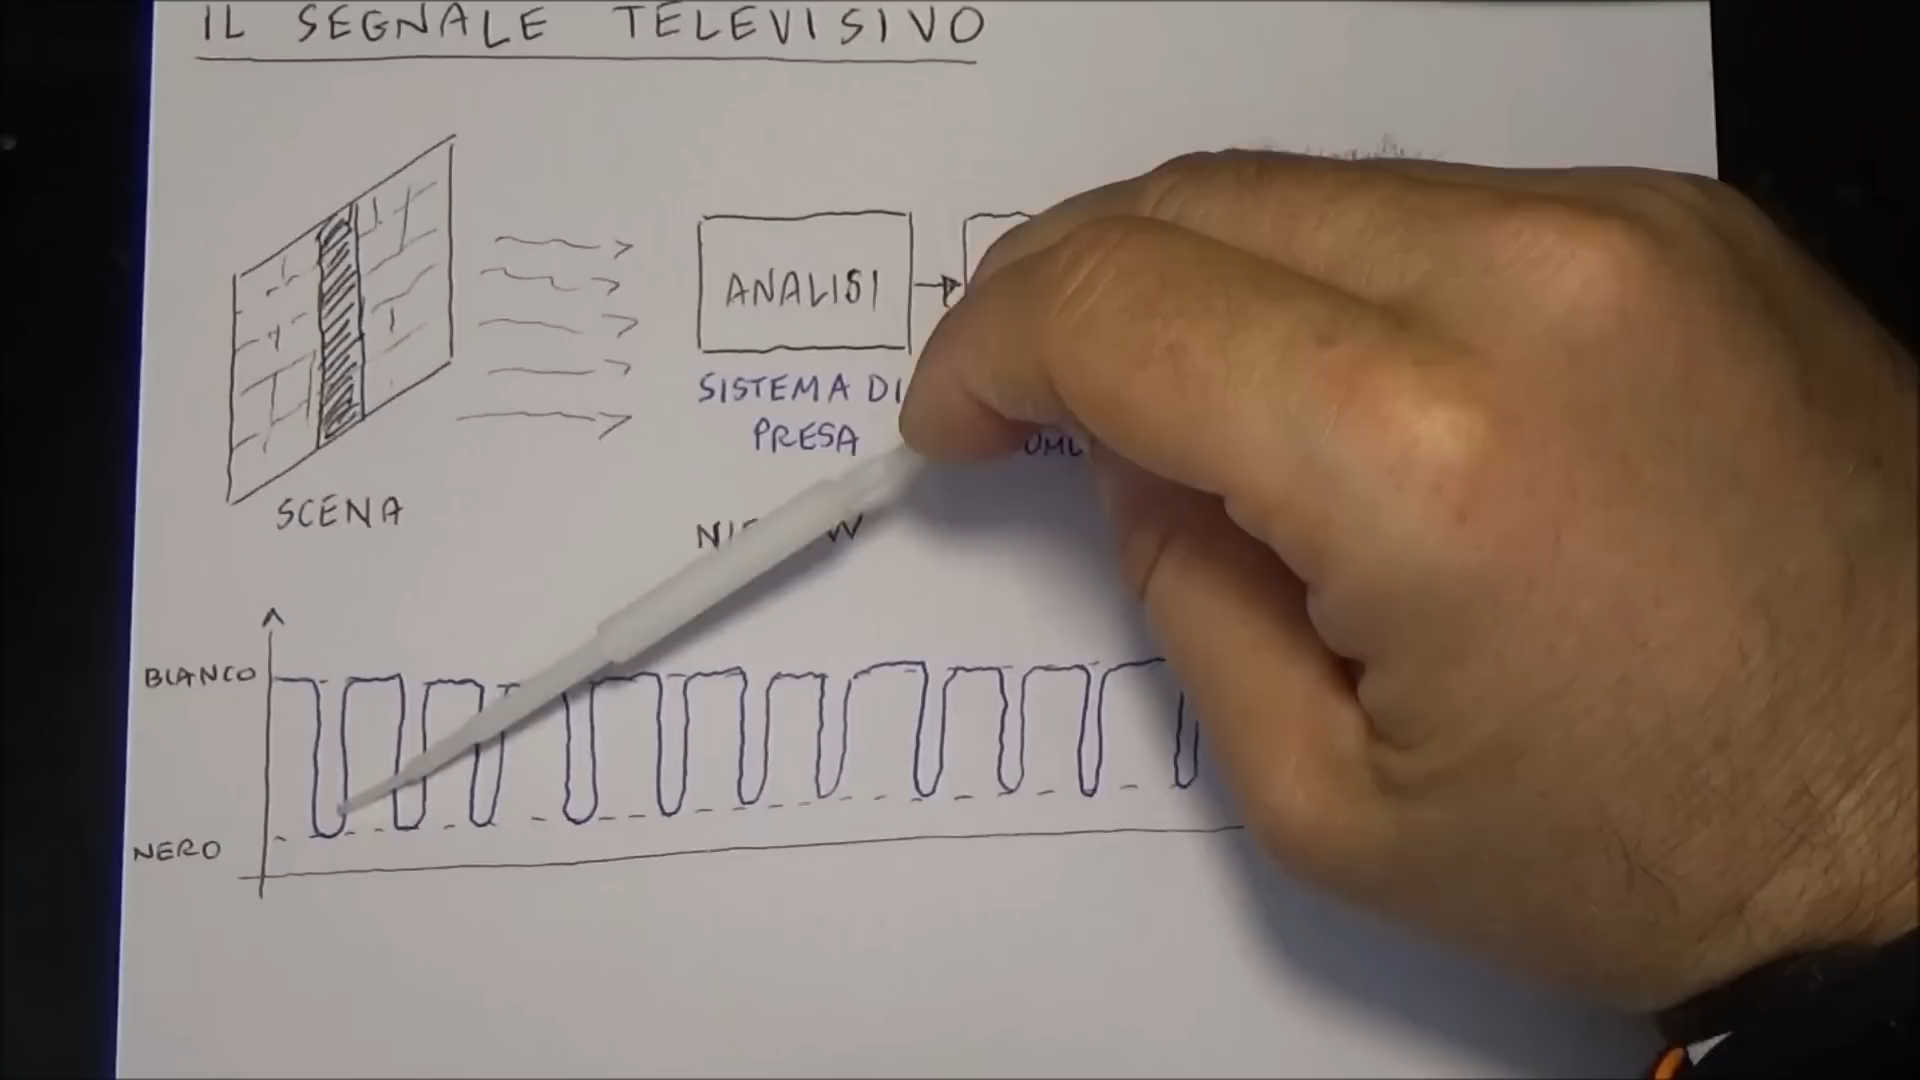 IL SEGNALE TELEVISIVO
ANALISI
SISTEMA DI
PRESA
SCENA
BIANCO
NERO